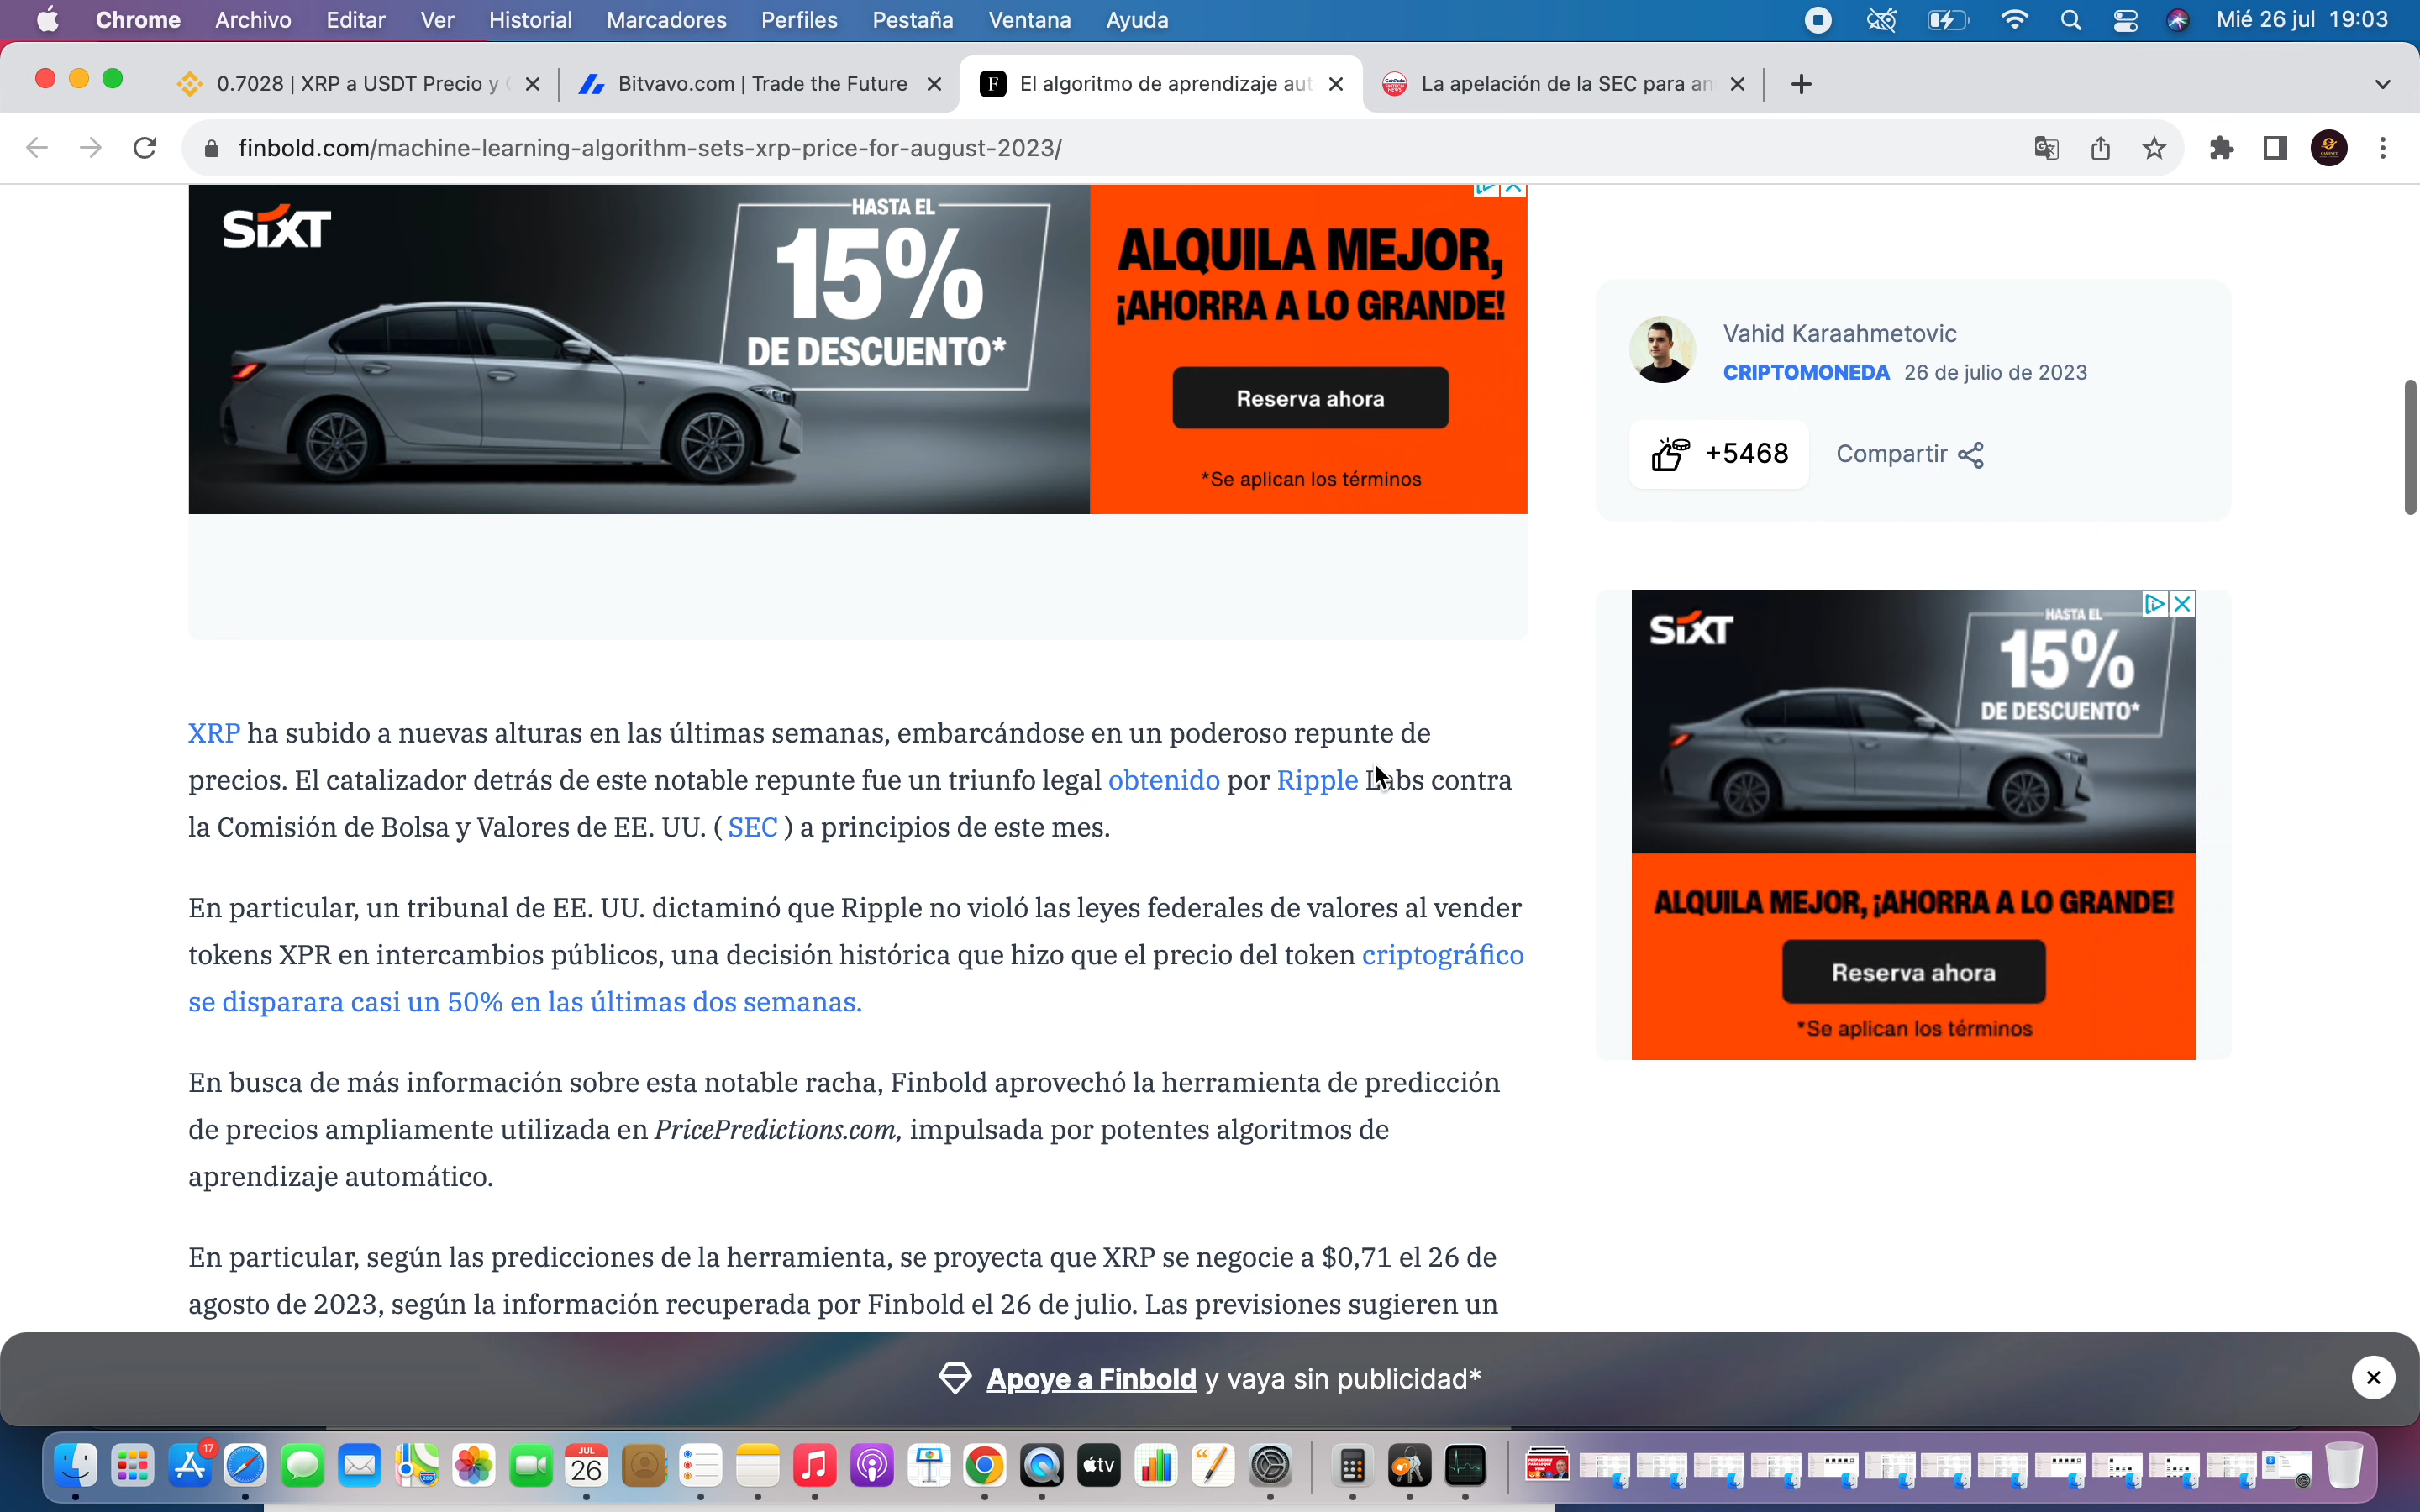 Chrome Archivo Editar Ver Historial Marcadores Perfiles Pestaña Ventana Ayuda Mié 26 jul 19:03
0.7028 | XRP a USDT Precio y Bitvavo.com | Trade the Future El algoritmo de aprendizaje aut La apelación de la SEC para an
finbold.com/machine-learning-algorithm-sets-xrp-price-for-august-2023/
SIXT
HASTA EL
15%
DE DESCUENTO*
ALQUILA MEJOR,
¡AHORRA A LO GRANDE!
Reserva ahora
*Se aplican los términos
Vahid Karaahmetovic
CRIPTOMONEDA 26 de julio de 2023
+5468 Compartir
SIXT
HASTA EL
15%
DE DESCUENTO*
ALQUILA MEJOR, ¡AHORRA A LO GRANDE!
Reserva ahora
*Se aplican los términos
XRP ha subido a nuevas alturas en las últimas semanas, embarcándose en un poderoso repunte de
precios. El catalizador detrás de este notable repunte fue un triunfo legal obtenido por Ripple Labs contra
la Comisión de Bolsa y Valores de EE. UU. ( SEC ) a principios de este mes.
En particular, un tribunal de EE. UU. dictaminó que Ripple no violó las leyes federales de valores al vender
tokens XPR en intercambios públicos, una decisión histórica que hizo que el precio del token criptográfico
se disparara casi un 50% en las últimas dos semanas.
En busca de más información sobre esta notable racha, Finbold aprovechó la herramienta de predicción
de precios ampliamente utilizada en PricePredictions.com, impulsada por potentes algoritmos de
aprendizaje automático.
En particular, según las predicciones de la herramienta, se proyecta que XRP se negocie a $0,71 el 26 de
agosto de 2023, según la información recuperada por Finbold el 26 de julio. Las previsiones sugieren un
Apoye a Finbold y vaya sin publicidad*
17
JUL
26
tv